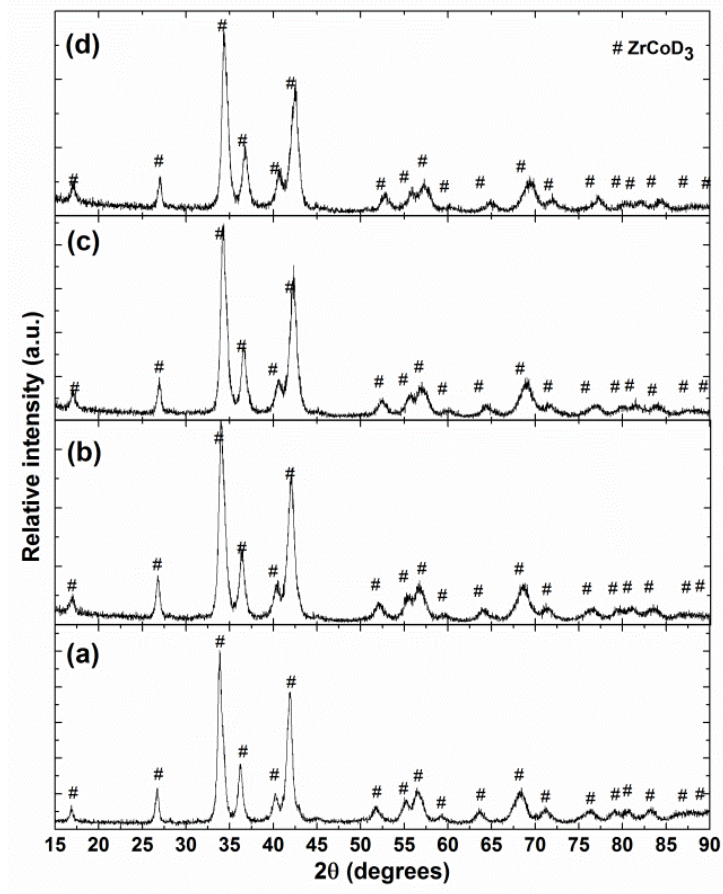 (d)
# ZrCoD3
# # # # # # # # # # # # # # # # # # # #
(c)
# # # # # # # # # # # # # # # # # # # #
(b)
# # # # # # # # # # # # # # # # # # # #
(a)
# # # # # # # # # # # # # # # # # # # #
Relative intensity (a.u.)
15 20 25 30 35 40 45 50 55 60 65 70 75 80 85 90
2θ (degrees)